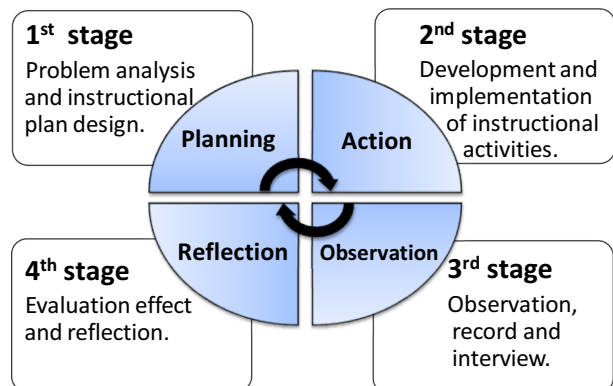 1st stage
Problem analysis
and instructional
plan design.
2nd stage
Development and
implementation
of instructional
activities.
Planning
Action
Reflection
Observation
4th stage
Evaluation effect
and reflection.
3rd stage
Observation,
record and
interview.